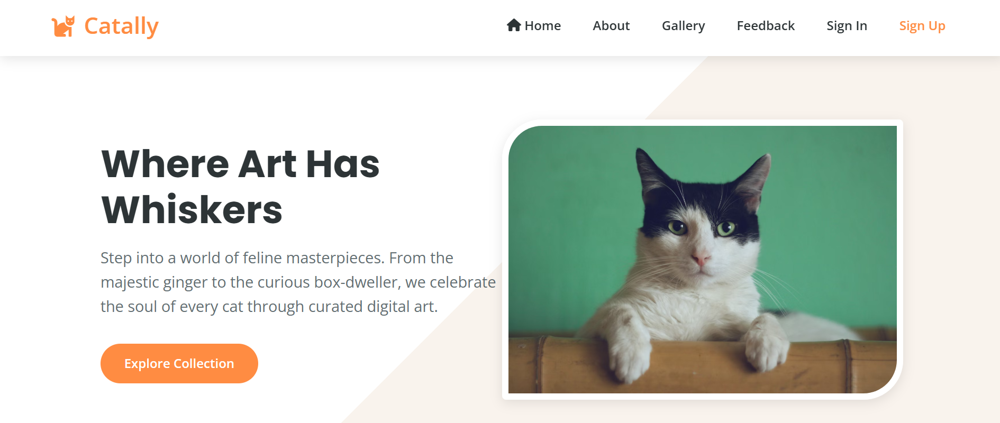 Catally
Home About Gallery Feedback Sign In Sign Up
Where Art Has
Whiskers
Step into a world of feline masterpieces. From the
majestic ginger to the curious box-dweller, we celebrate
the soul of every cat through curated digital art.
Explore Collection